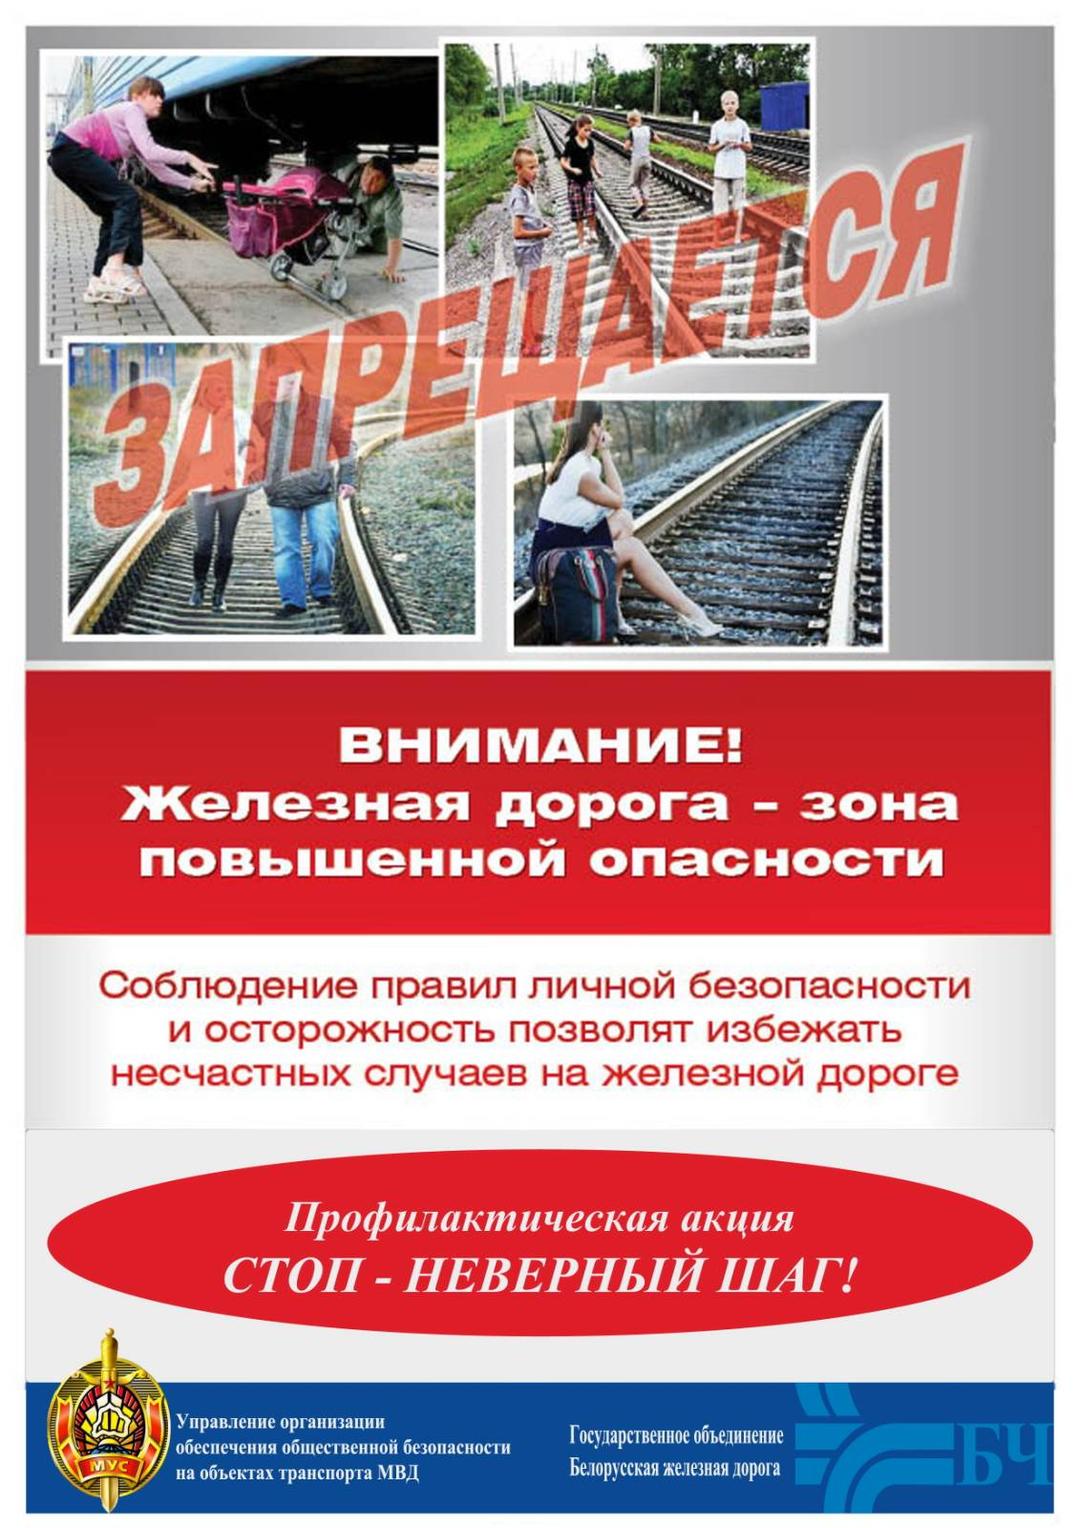 ЗАПРЕЩАЕТСЯ
ВНИМАНИЕ!
Железная дорога - зона
повышенной опасности
Соблюдение правил личной безопасности
и осторожность позволят избежать
несчастных случаев на железной дороге
Профилактическая акция
СТОП - НЕВЕРНЫЙ ШАГ!
МУС
Управление организации
обеспечения общественной безопасности
на объектах транспорта МВД
Государственное объединение
Белорусская железная дорога
БЧ